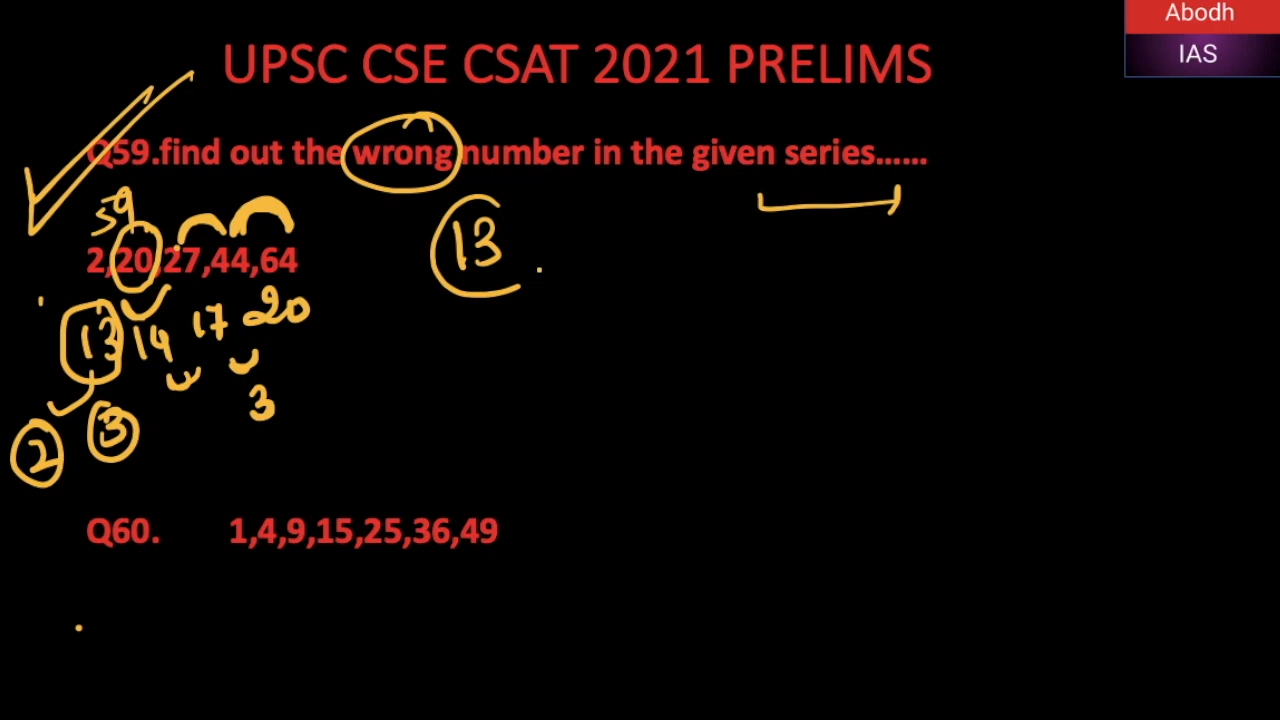 Abodh
IAS
UPSC CSE CSAT 2021 PRELIMS
Q59.find out the wrong number in the given series......
59
13
2,20,27,44,64
13 14 17 20
3
2 3
Q60. 1,4,9,15,25,36,49